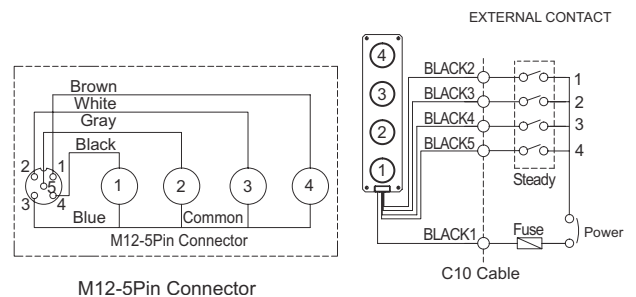 EXTERNAL CONTACT
Brown
White
Gray
Black
2
1
5
3
4
1
2
3
4
Blue
Common
M12-5Pin Connector
M12-5Pin Connector
4
3
2
1
BLACK2
BLACK3
BLACK4
BLACK5
BLACK1
1
2
3
4
Steady
Fuse
Power
C10 Cable